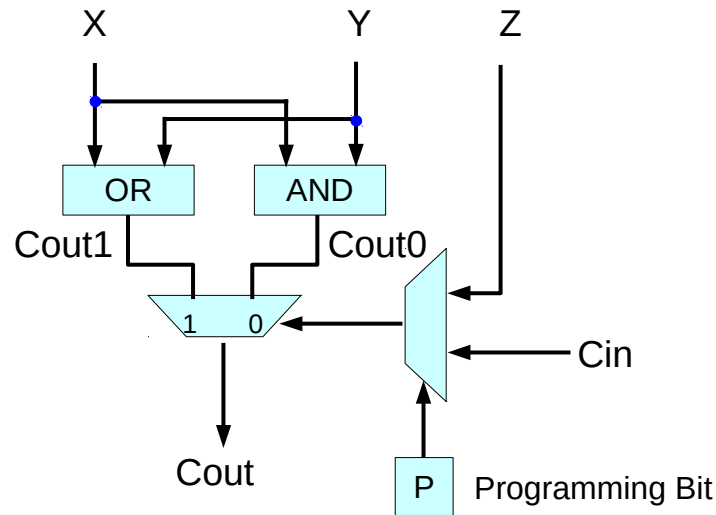 X Y Z
OR AND
Cout1 Cout0
1 0
Cin
Cout
P Programming Bit